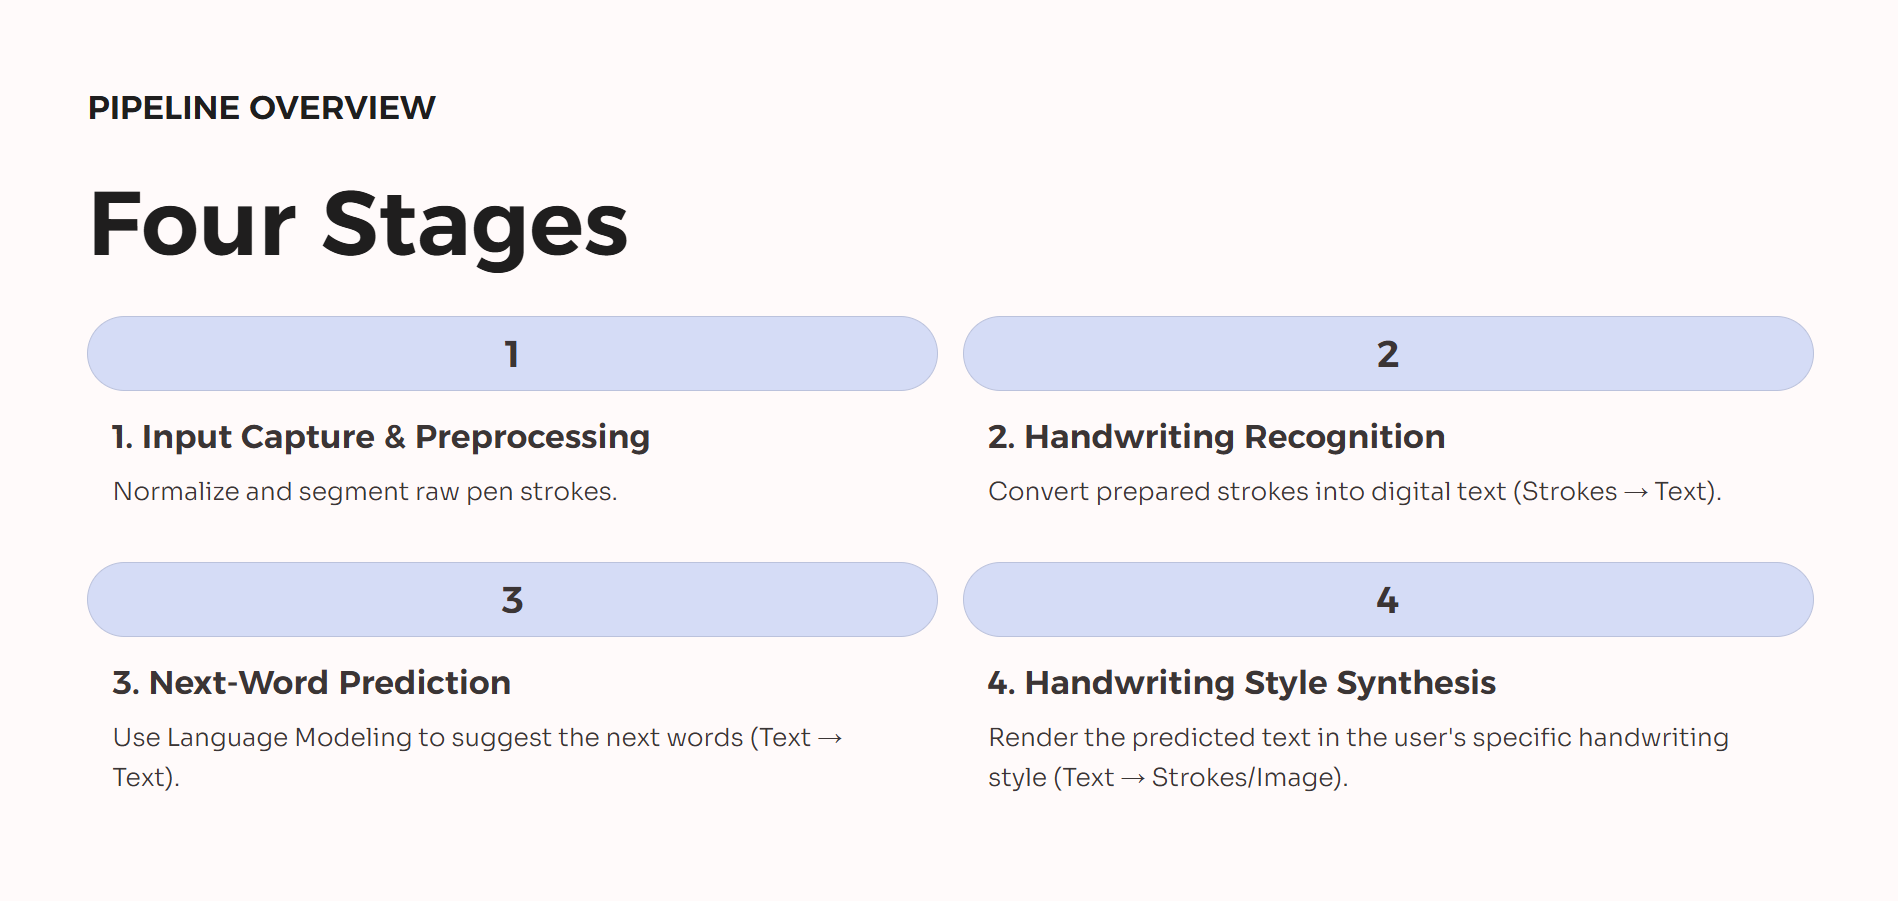 PIPELINE OVERVIEW
Four Stages
1
1. Input Capture & Preprocessing
Normalize and segment raw pen strokes.
2
2. Handwriting Recognition
Convert prepared strokes into digital text (Strokes → Text).
3
3. Next-Word Prediction
Use Language Modeling to suggest the next words (Text →
Text).
4
4. Handwriting Style Synthesis
Render the predicted text in the user's specific handwriting
style (Text → Strokes/Image).